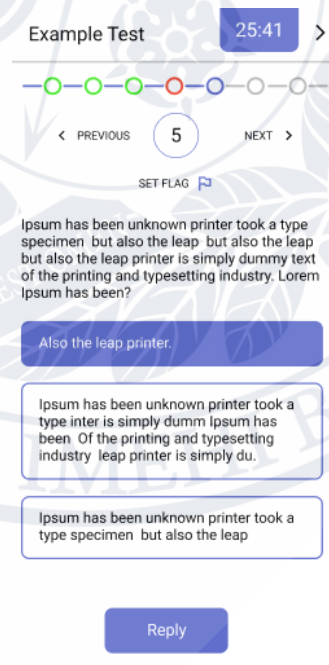 Example Test
25:41
PREVIOUS
5
NEXT
SET FLAG
Ipsum has been unknown printer took a type
specimen but also the leap but also the leap
but also the leap printer is simply dummy text
of the printing and typesetting industry. Lorem
Ipsum has been?
Also the leap printer.
Ipsum has been unknown printer took a
type inter is simply dumm Ipsum has
been Of the printing and typesetting
industry leap printer is simply du.
Ipsum has been unknown printer took a
type specimen but also the leap
Reply